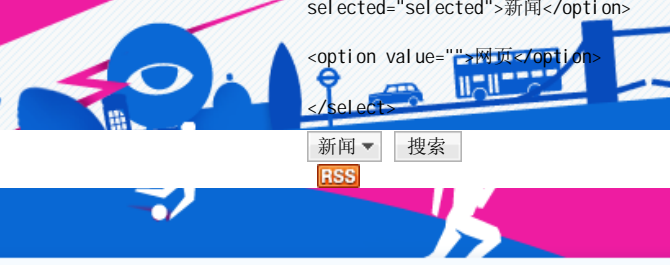 selected="selected">新闻</option>
<option value="">网页</option>
</select>
新闻 搜索
RSS